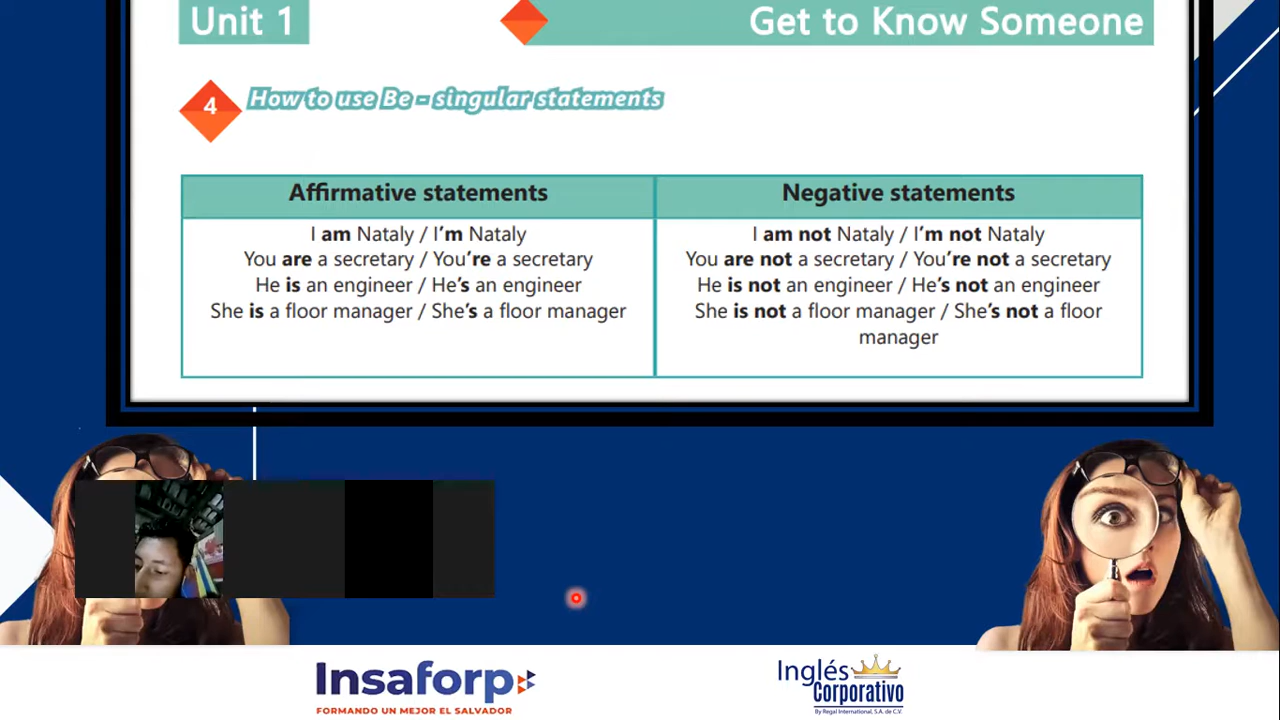 Unit 1
Get to Know Someone
4
How to use Be - singular statements
Affirmative statements
Negative statements
I am Nataly / I'm Nataly
You are a secretary / You're a secretary
He is an engineer / He's an engineer
She is a floor manager / She's a floor manager
I am not Nataly / I'm not Nataly
You are not a secretary / You're not a secretary
He is not an engineer / He's not an engineer
She is not a floor manager / She's not a floor
manager
Insaforp
FORMANDO UN MEJOR EL SALVADOR
Inglés
Corporativo
By Regal International, S.A. de C.V.